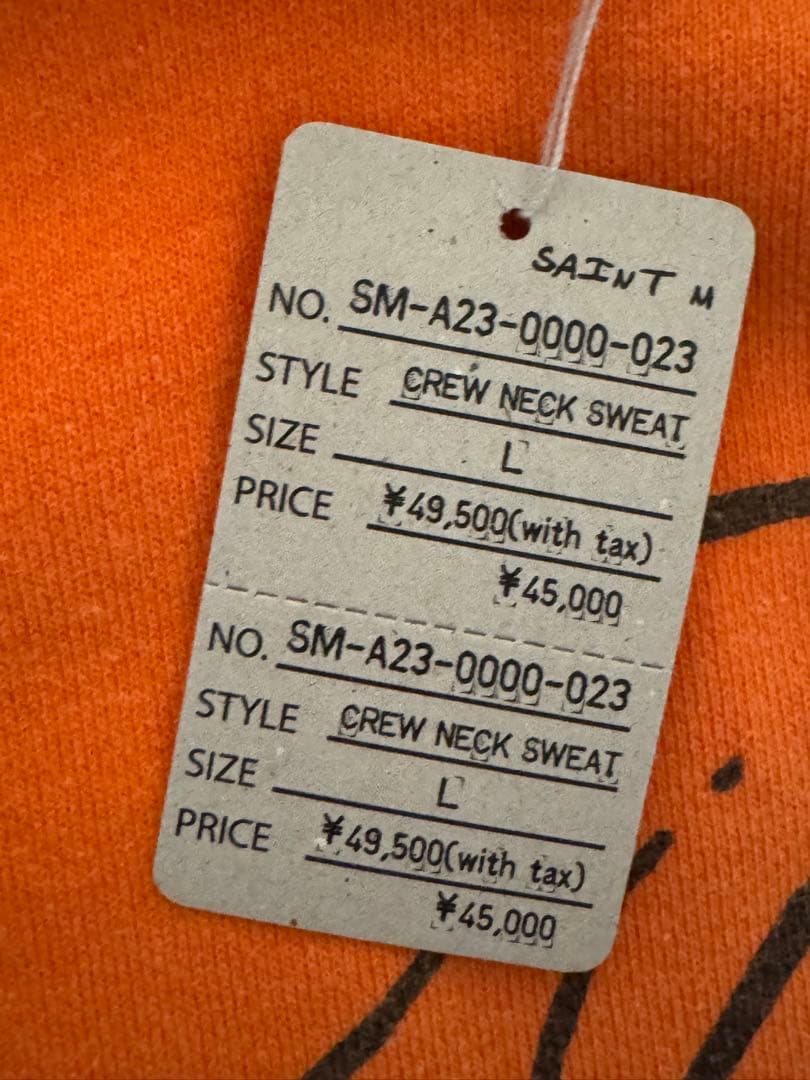 SAINT M
NO. SM-A23-0000-023
STYLE CREW NECK SWEAT
SIZE L
PRICE ¥49,500(with tax)
¥45,000
NO. SM-A23-0000-023
STYLE CREW NECK SWEAT
SIZE L
PRICE ¥49,500(with tax)
¥45,000